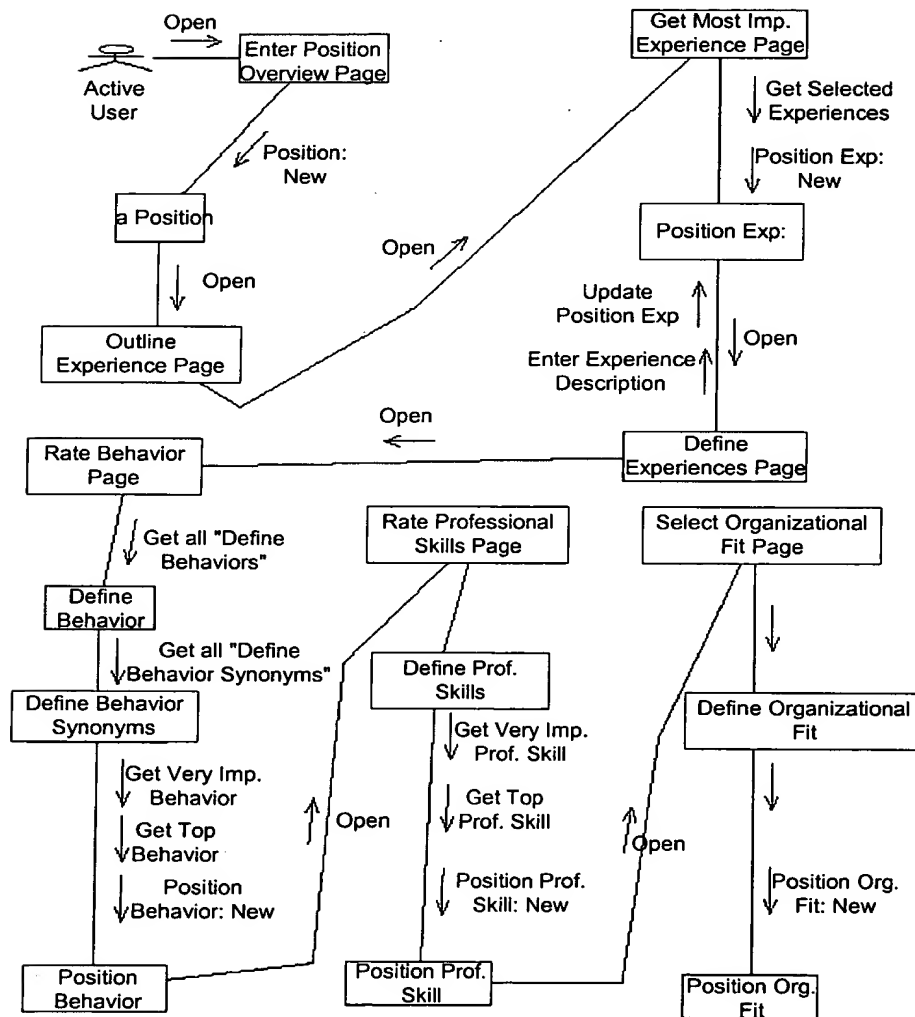 Open
Enter Position
Overview Page
Active
User
Position:
New
a Position
Open
Outline
Experience Page
Open
Get Most Imp.
Experience Page
Get Selected
Experiences
Position Exp:
New
Position Exp:
Update
Position Exp
Open
Enter Experience
Description
Define
Experiences Page
Open
Rate Behavior
Page
Get all "Define
Behaviors"
Define
Behavior
Get all "Define
Behavior Synonyms"
Define Behavior
Synonyms
Get Very Imp.
Behavior
Get Top
Behavior
Position
Behavior: New
Position
Behavior
Open
Rate Professional
Skills Page
Define Prof.
Skills
Get Very Imp.
Prof. Skill
Get Top
Prof. Skill
Position Prof.
Skill: New
Position Prof.
Skill
Open
Select Organizational
Fit Page
Define Organizational
Fit
Position Org.
Fit: New
Position Org.
Fit